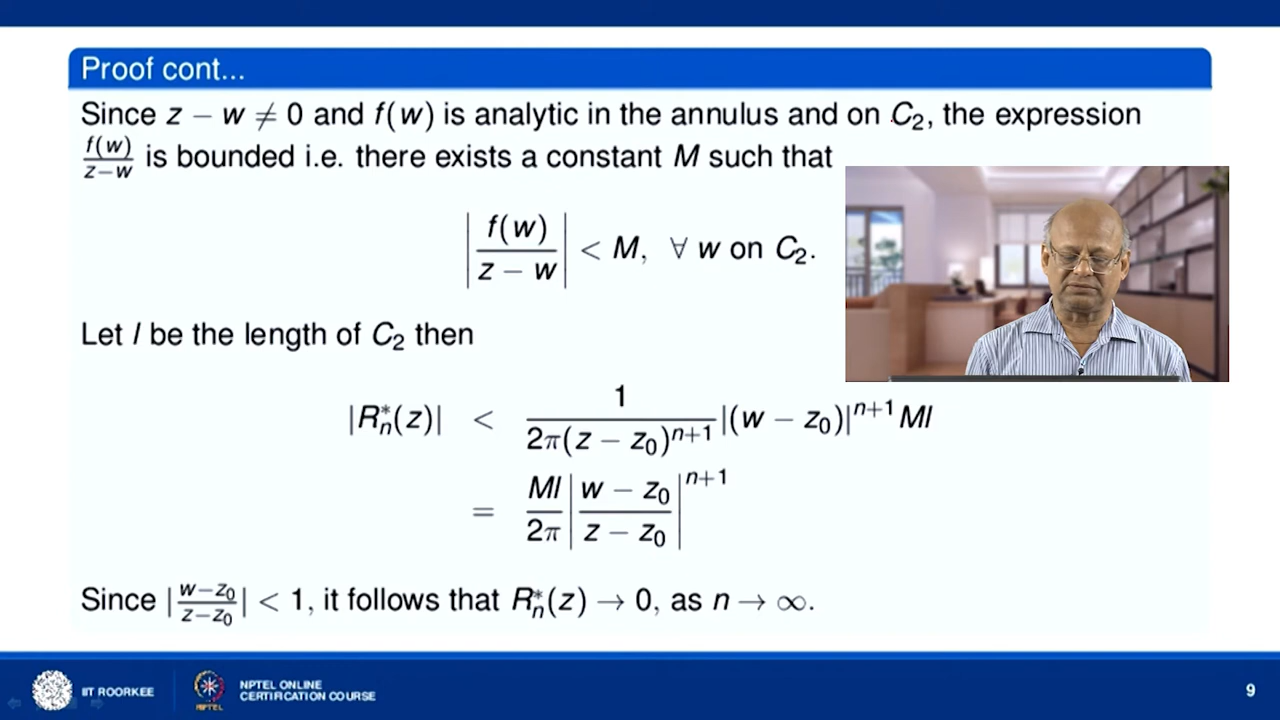 Proof cont...
Since z − w ≠ 0 and f(w) is analytic in the annulus and on C₂, the expression
f(w)/(z−w) is bounded i.e. there exists a constant M such that
|f(w)/(z − w)| < M, ∀ w on C₂.
Let l be the length of C₂ then
|Rₙ*(z)| < 1/(2π(z − z₀)ⁿ⁺¹) |(w − z₀)|ⁿ⁺¹ Ml
= Ml/2π |(w − z₀)/(z − z₀)|ⁿ⁺¹
Since |(w−z₀)/(z−z₀)| < 1, it follows that Rₙ*(z) → 0, as n → ∞.
IIT ROORKEE
NPTEL
NPTEL ONLINE
CERTIFICATION COURSE
9